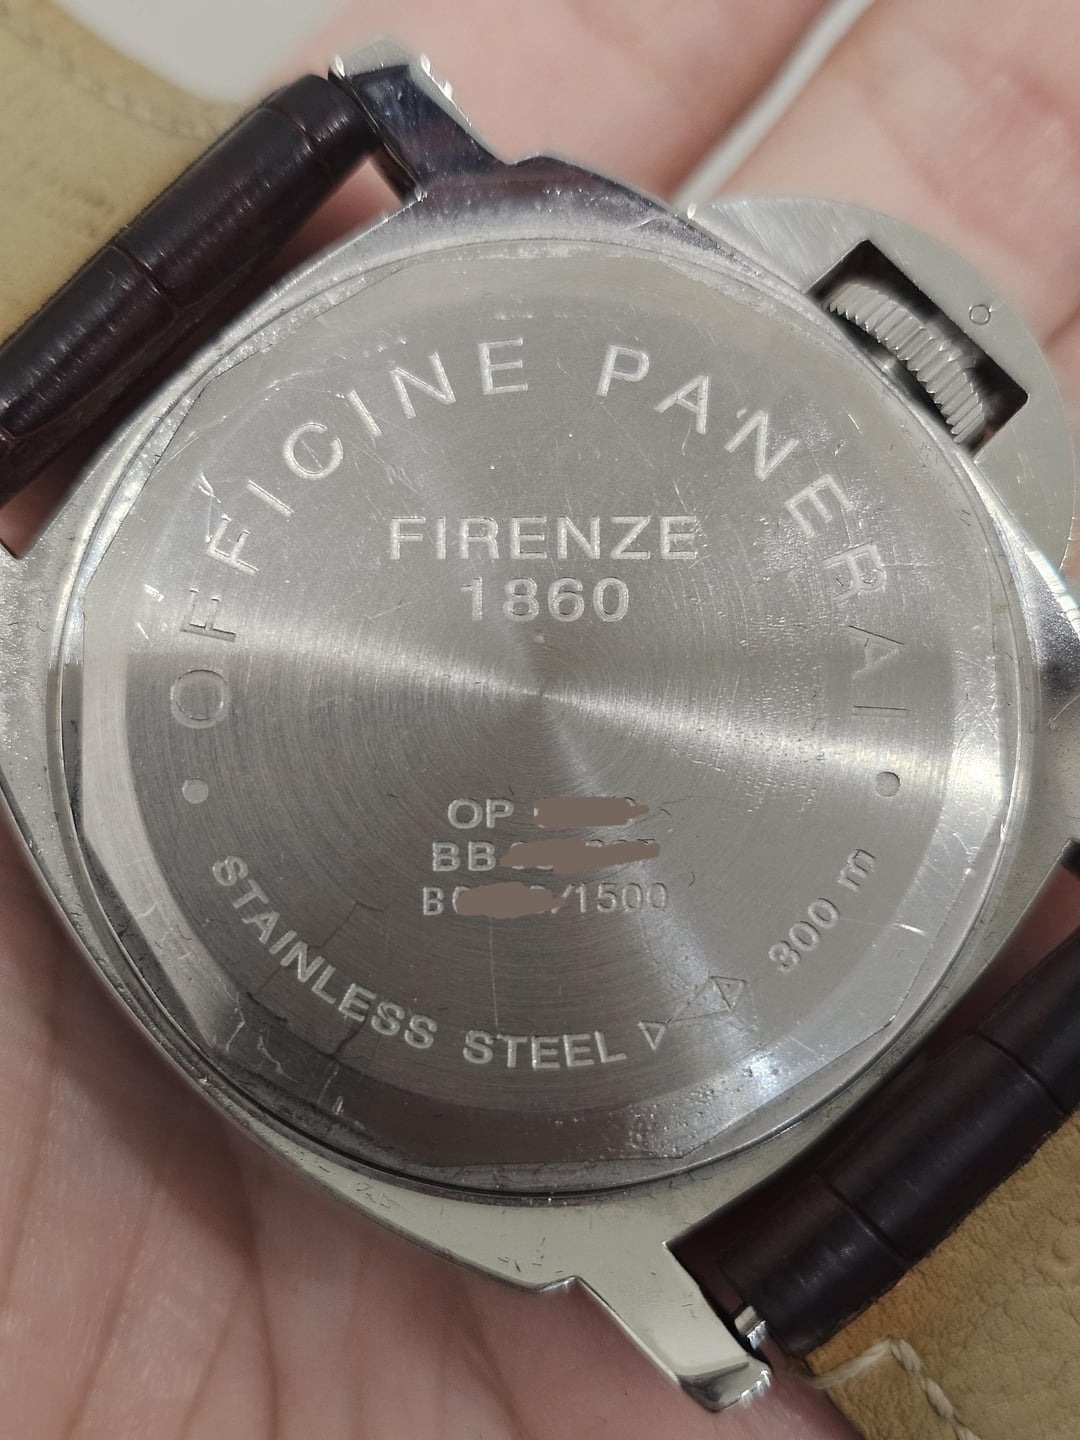 OFFICINE PANERAI
FIRENZE
1860
OP
BB
B /1500
STAINLESS STEEL
300 m